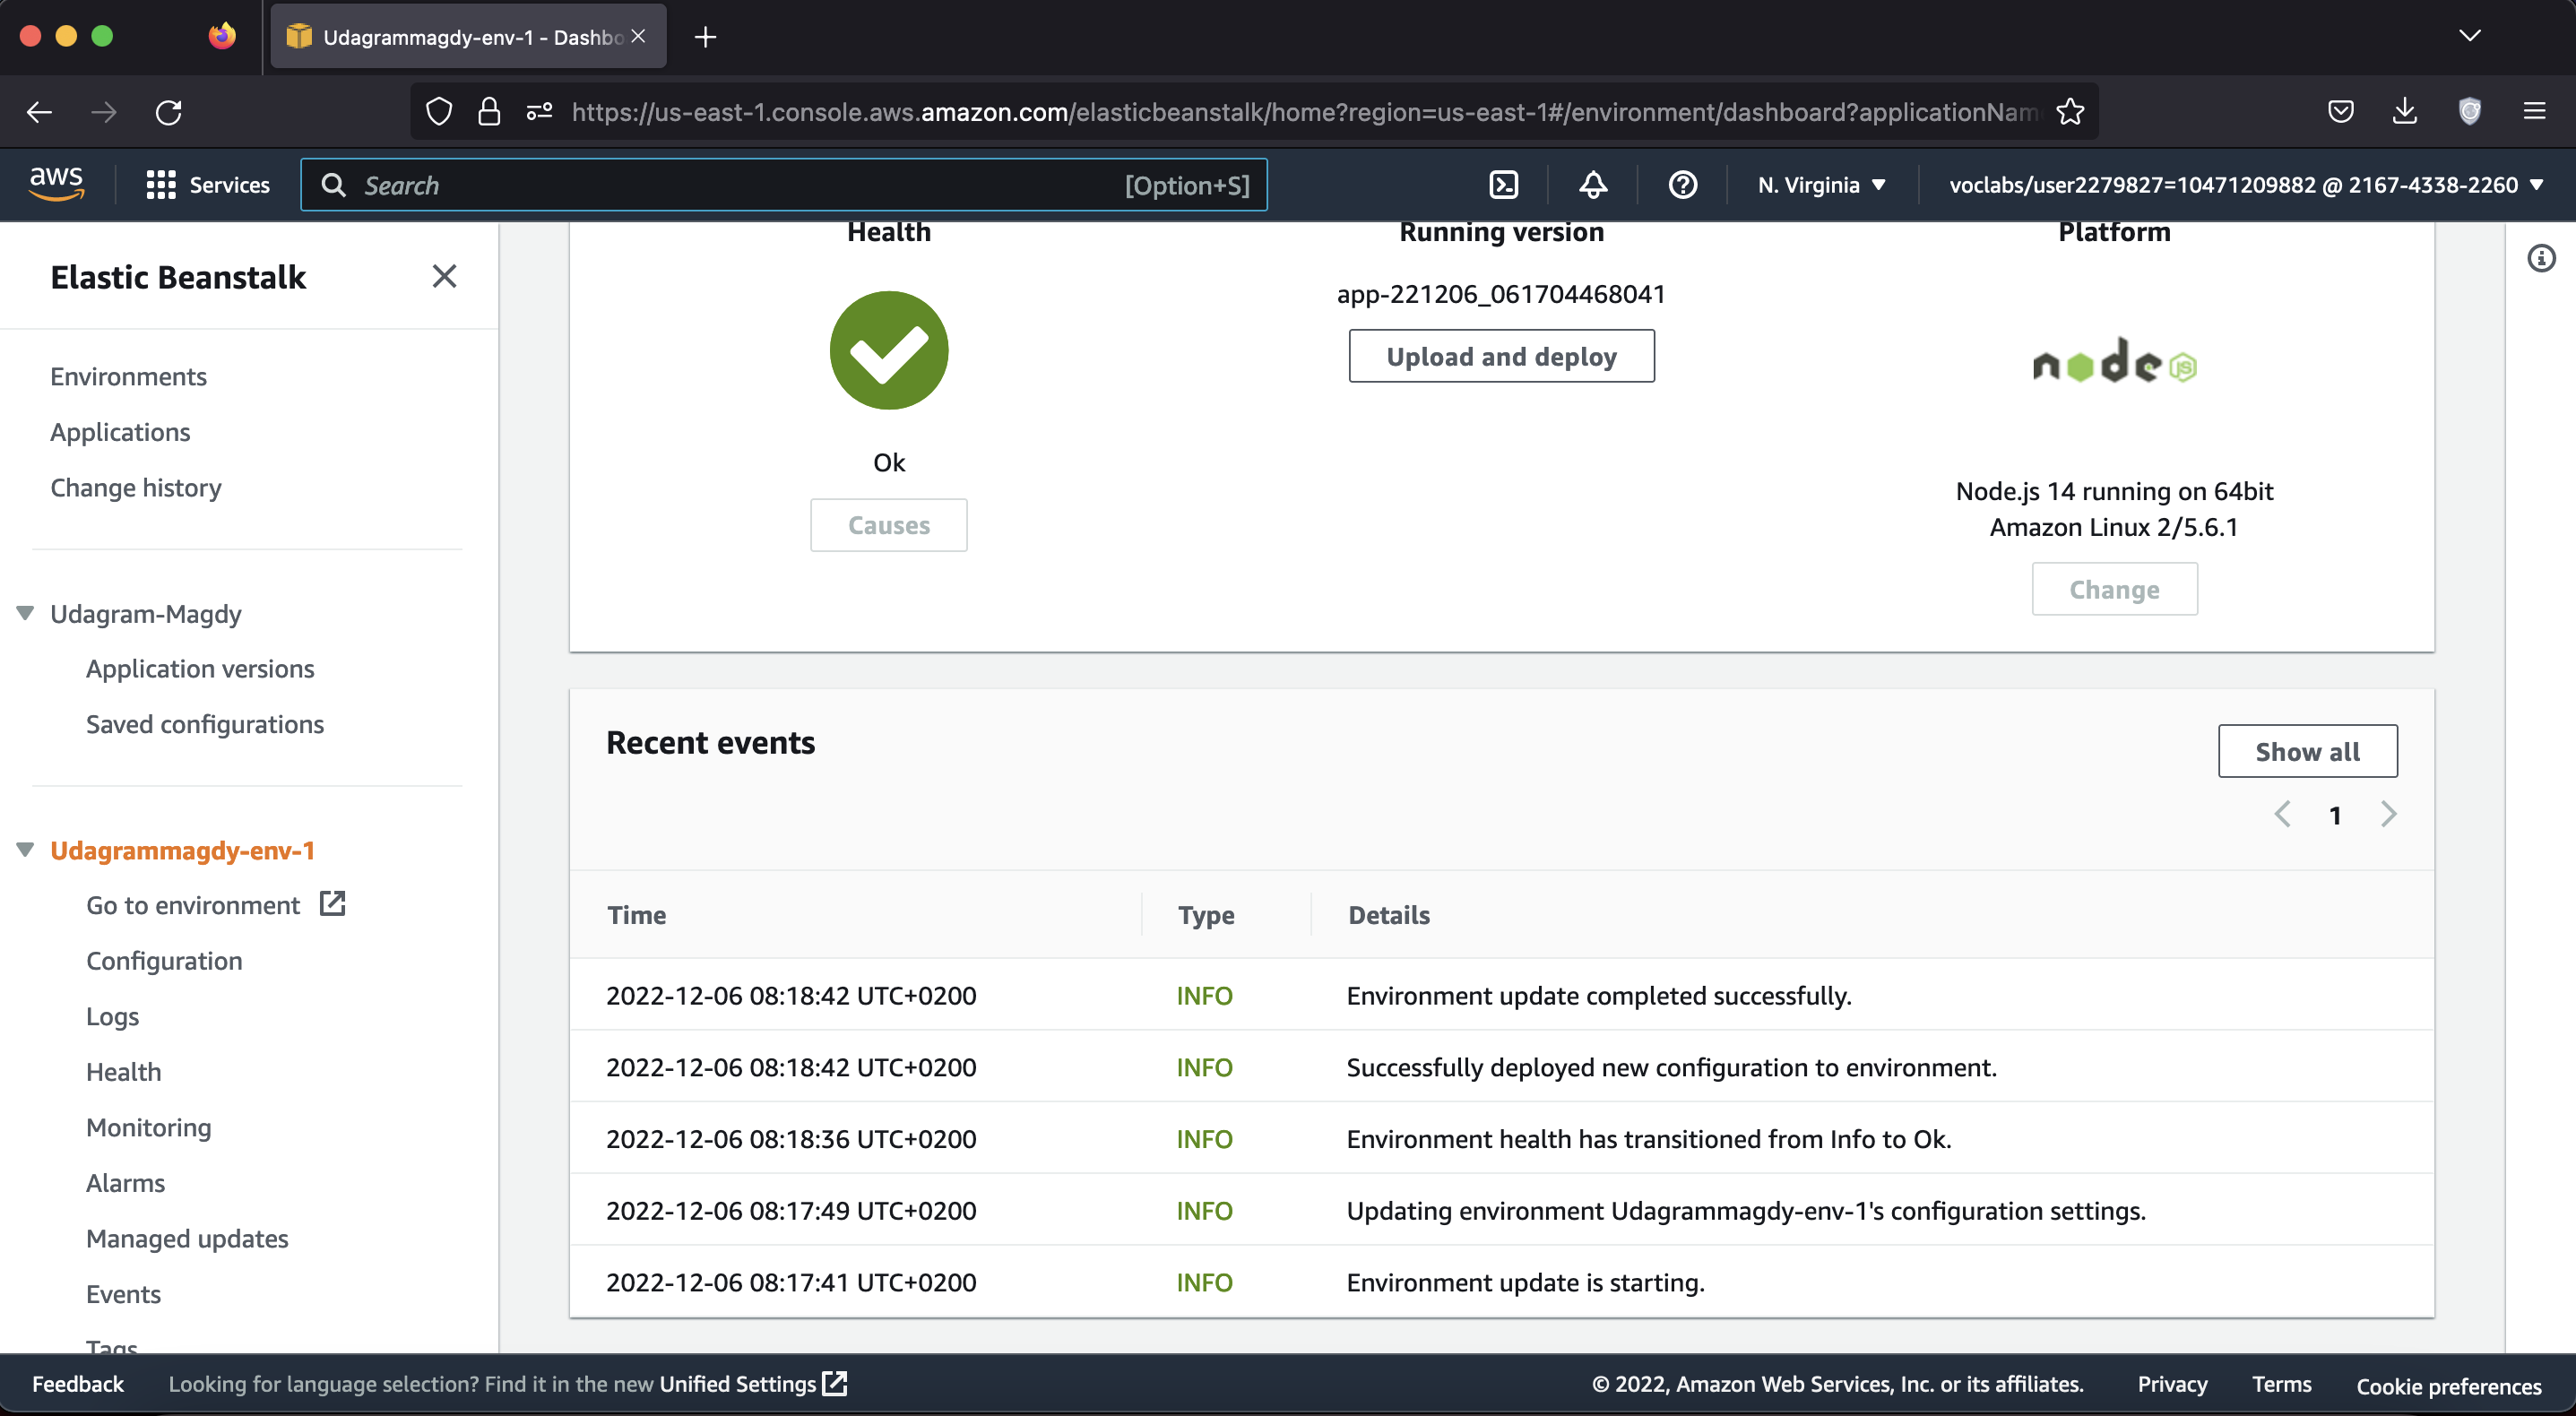 Udagrammagdy-env-1 - Dashbo
https://us-east-1.console.aws.amazon.com/elasticbeanstalk/home?region=us-east-1#/environment/dashboard?applicationNam
aws
Services
Search
[Option+S]
N. Virginia
voclabs/user2279827=10471209882 @ 2167-4338-2260
Elastic Beanstalk
Environments
Applications
Change history
Udagram-Magdy
Application versions
Saved configurations
Udagrammagdy-env-1
Go to environment
Configuration
Logs
Health
Monitoring
Alarms
Managed updates
Events
Tags
Health
Ok
Causes
Running version
app-221206_061704468041
Upload and deploy
Platform
node JS
Node.js 14 running on 64bit
Amazon Linux 2/5.6.1
Change
Recent events
Show all
1
Time Type Details
2022-12-06 08:18:42 UTC+0200 INFO Environment update completed successfully.
2022-12-06 08:18:42 UTC+0200 INFO Successfully deployed new configuration to environment.
2022-12-06 08:18:36 UTC+0200 INFO Environment health has transitioned from Info to Ok.
2022-12-06 08:17:49 UTC+0200 INFO Updating environment Udagrammagdy-env-1's configuration settings.
2022-12-06 08:17:41 UTC+0200 INFO Environment update is starting.
Feedback
Looking for language selection? Find it in the new Unified Settings
© 2022, Amazon Web Services, Inc. or its affiliates.
Privacy
Terms
Cookie preferences